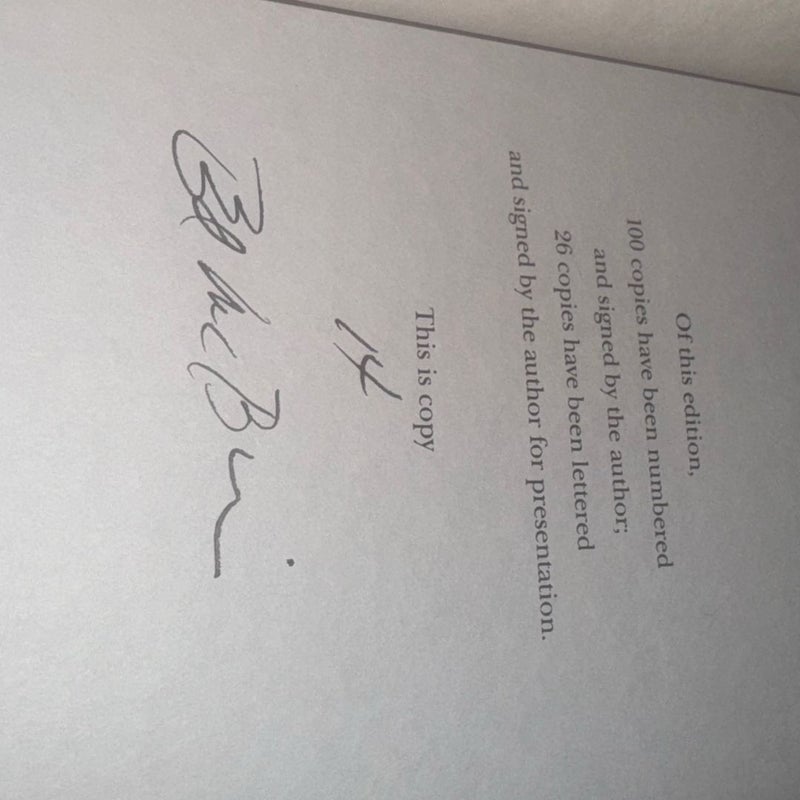 Of this edition,
100 copies have been numbered
and signed by the author;
26 copies have been lettered
and signed by the author for presentation.
This is copy
14